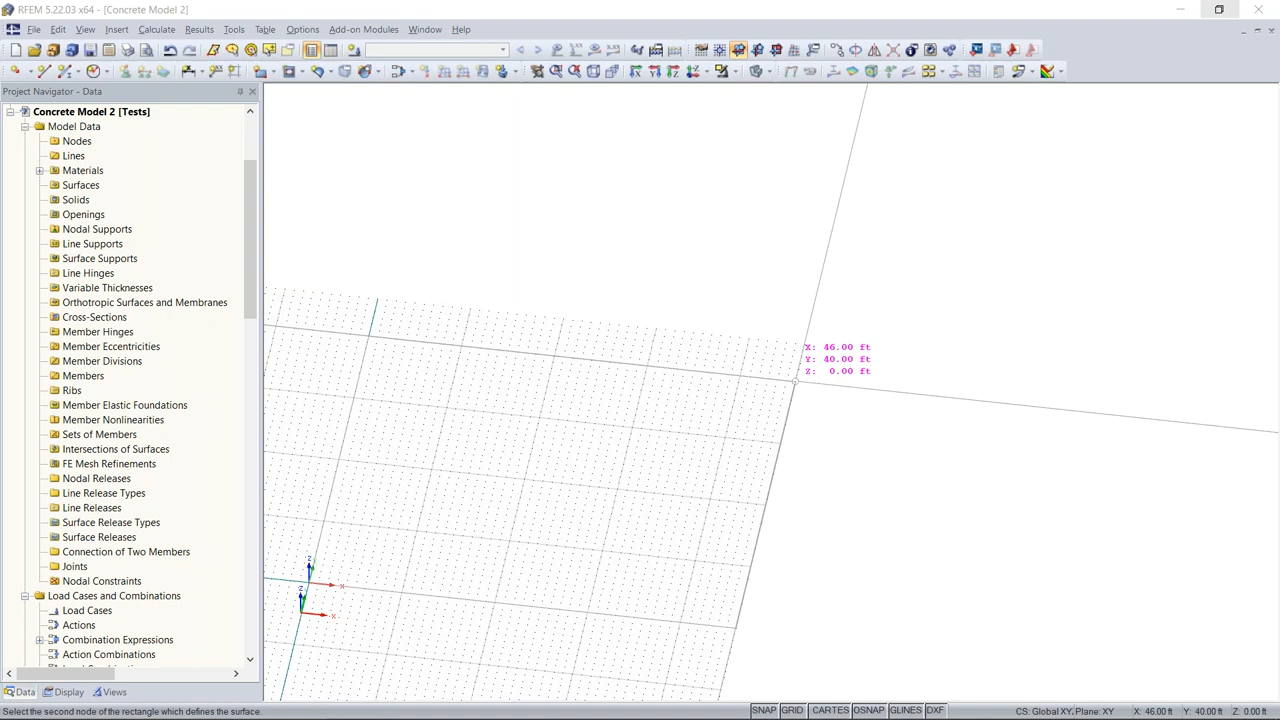 RFEM 5.22.03 x64 - [Concrete Model 2]
File Edit View Insert Calculate Results Tools Table Options Add-on Modules Window Help
Project Navigator - Data
Concrete Model 2 [Tests]
Model Data
Nodes
Lines
Materials
Surfaces
Solids
Openings
Nodal Supports
Line Supports
Surface Supports
Line Hinges
Variable Thicknesses
Orthotropic Surfaces and Membranes
Cross-Sections
Member Hinges
Member Eccentricities
Member Divisions
Members
Ribs
Member Elastic Foundations
Member Nonlinearities
Sets of Members
Intersections of Surfaces
FE Mesh Refinements
Nodal Releases
Line Release Types
Line Releases
Surface Release Types
Surface Releases
Connection of Two Members
Joints
Nodal Constraints
Load Cases and Combinations
Load Cases
Actions
Combination Expressions
Action Combinations
Data Display Views
X: 46.00 ft
Y: 40.00 ft
Z: 0.00 ft
Z
X
Z
X
Select the second node of the rectangle which defines the surface.
SNAP GRID CARTES OSNAP GLINES DXF CS: Global XY, Plane: XY X: 46.00 ft Y: 40.00 ft Z: 0.00 ft